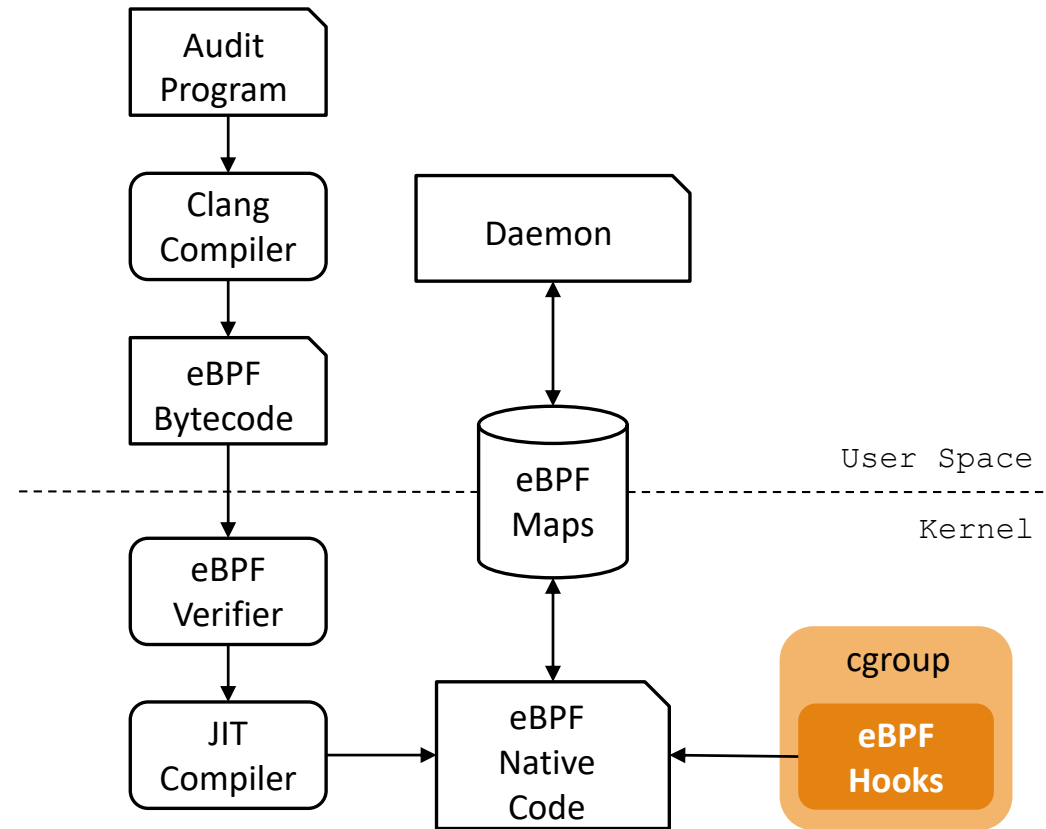 Audit
Program
Clang
Compiler
Daemon
eBPF
Bytecode
User Space
eBPF
Maps
Kernel
eBPF
Verifier
cgroup
JIT
Compiler
eBPF
Native
Code
eBPF
Hooks